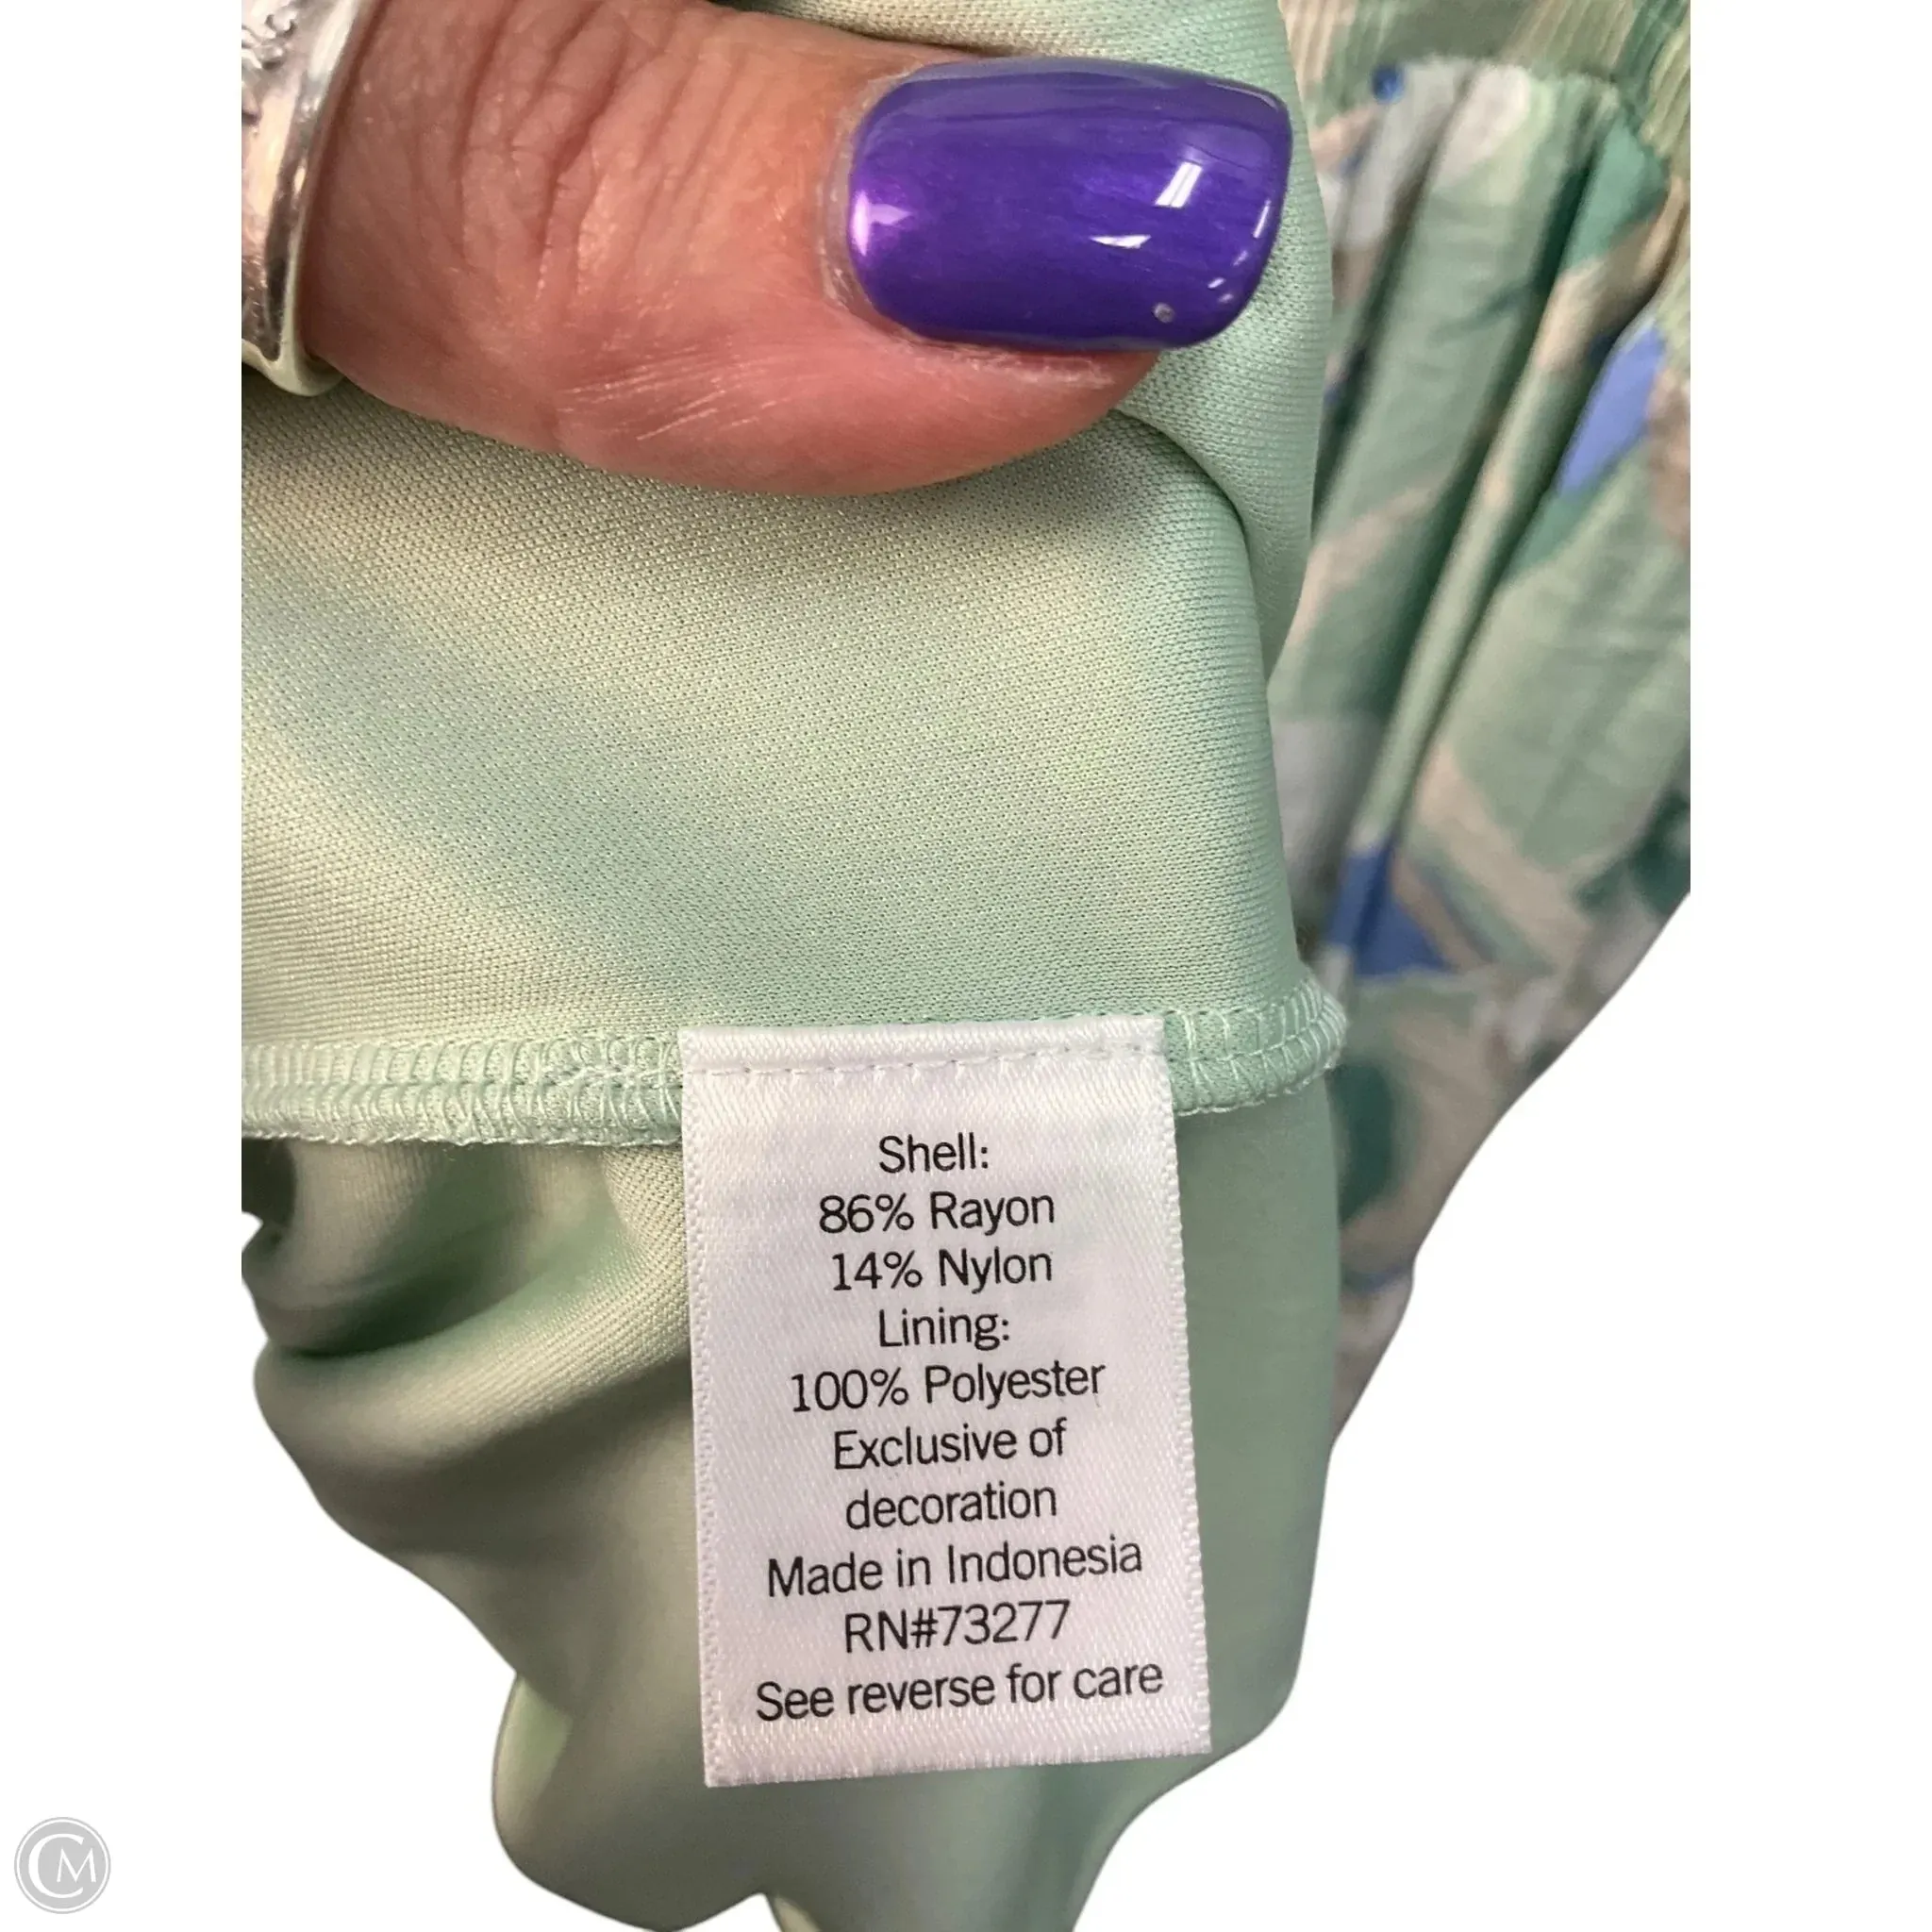 Shell:
86% Rayon
14% Nylon
Lining:
100% Polyester
Exclusive of
decoration
Made in Indonesia
RN#73277
See reverse for care
CM